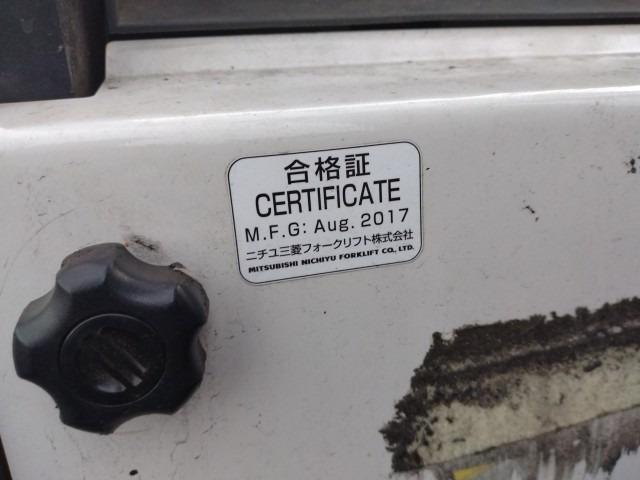 合格証
CERTIFICATE
M.F.G: Aug. 2017
ニチユ三菱フォークリフト株式会社
MITSUBISHI NICHIYU FORKLIFT CO., LTD.